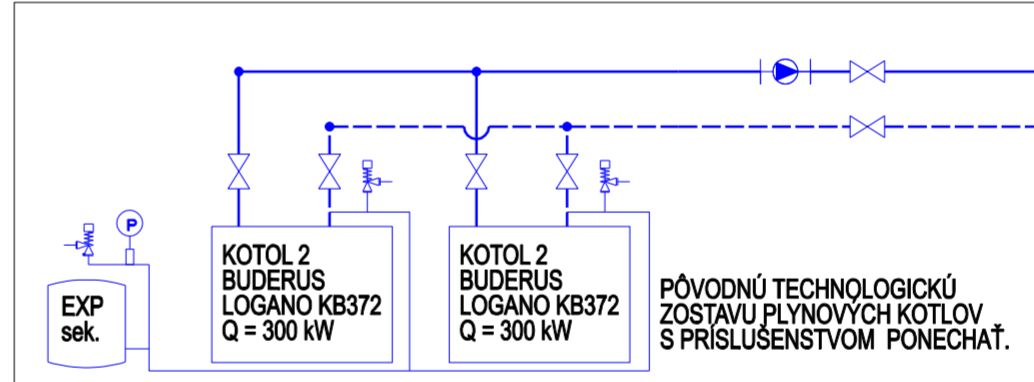 P
EXP
sek.
KOTOL 2
BUDERUS
LOGANO KB372
Q = 300 kW
KOTOL 2
BUDERUS
LOGANO KB372
Q = 300 kW
PÔVODNÚ TECHNOLOGICKÚ
ZOSTAVU PLYNOVÝCH KOTLOV
S PRÍSLUŠENSTVOM PONECHAŤ.